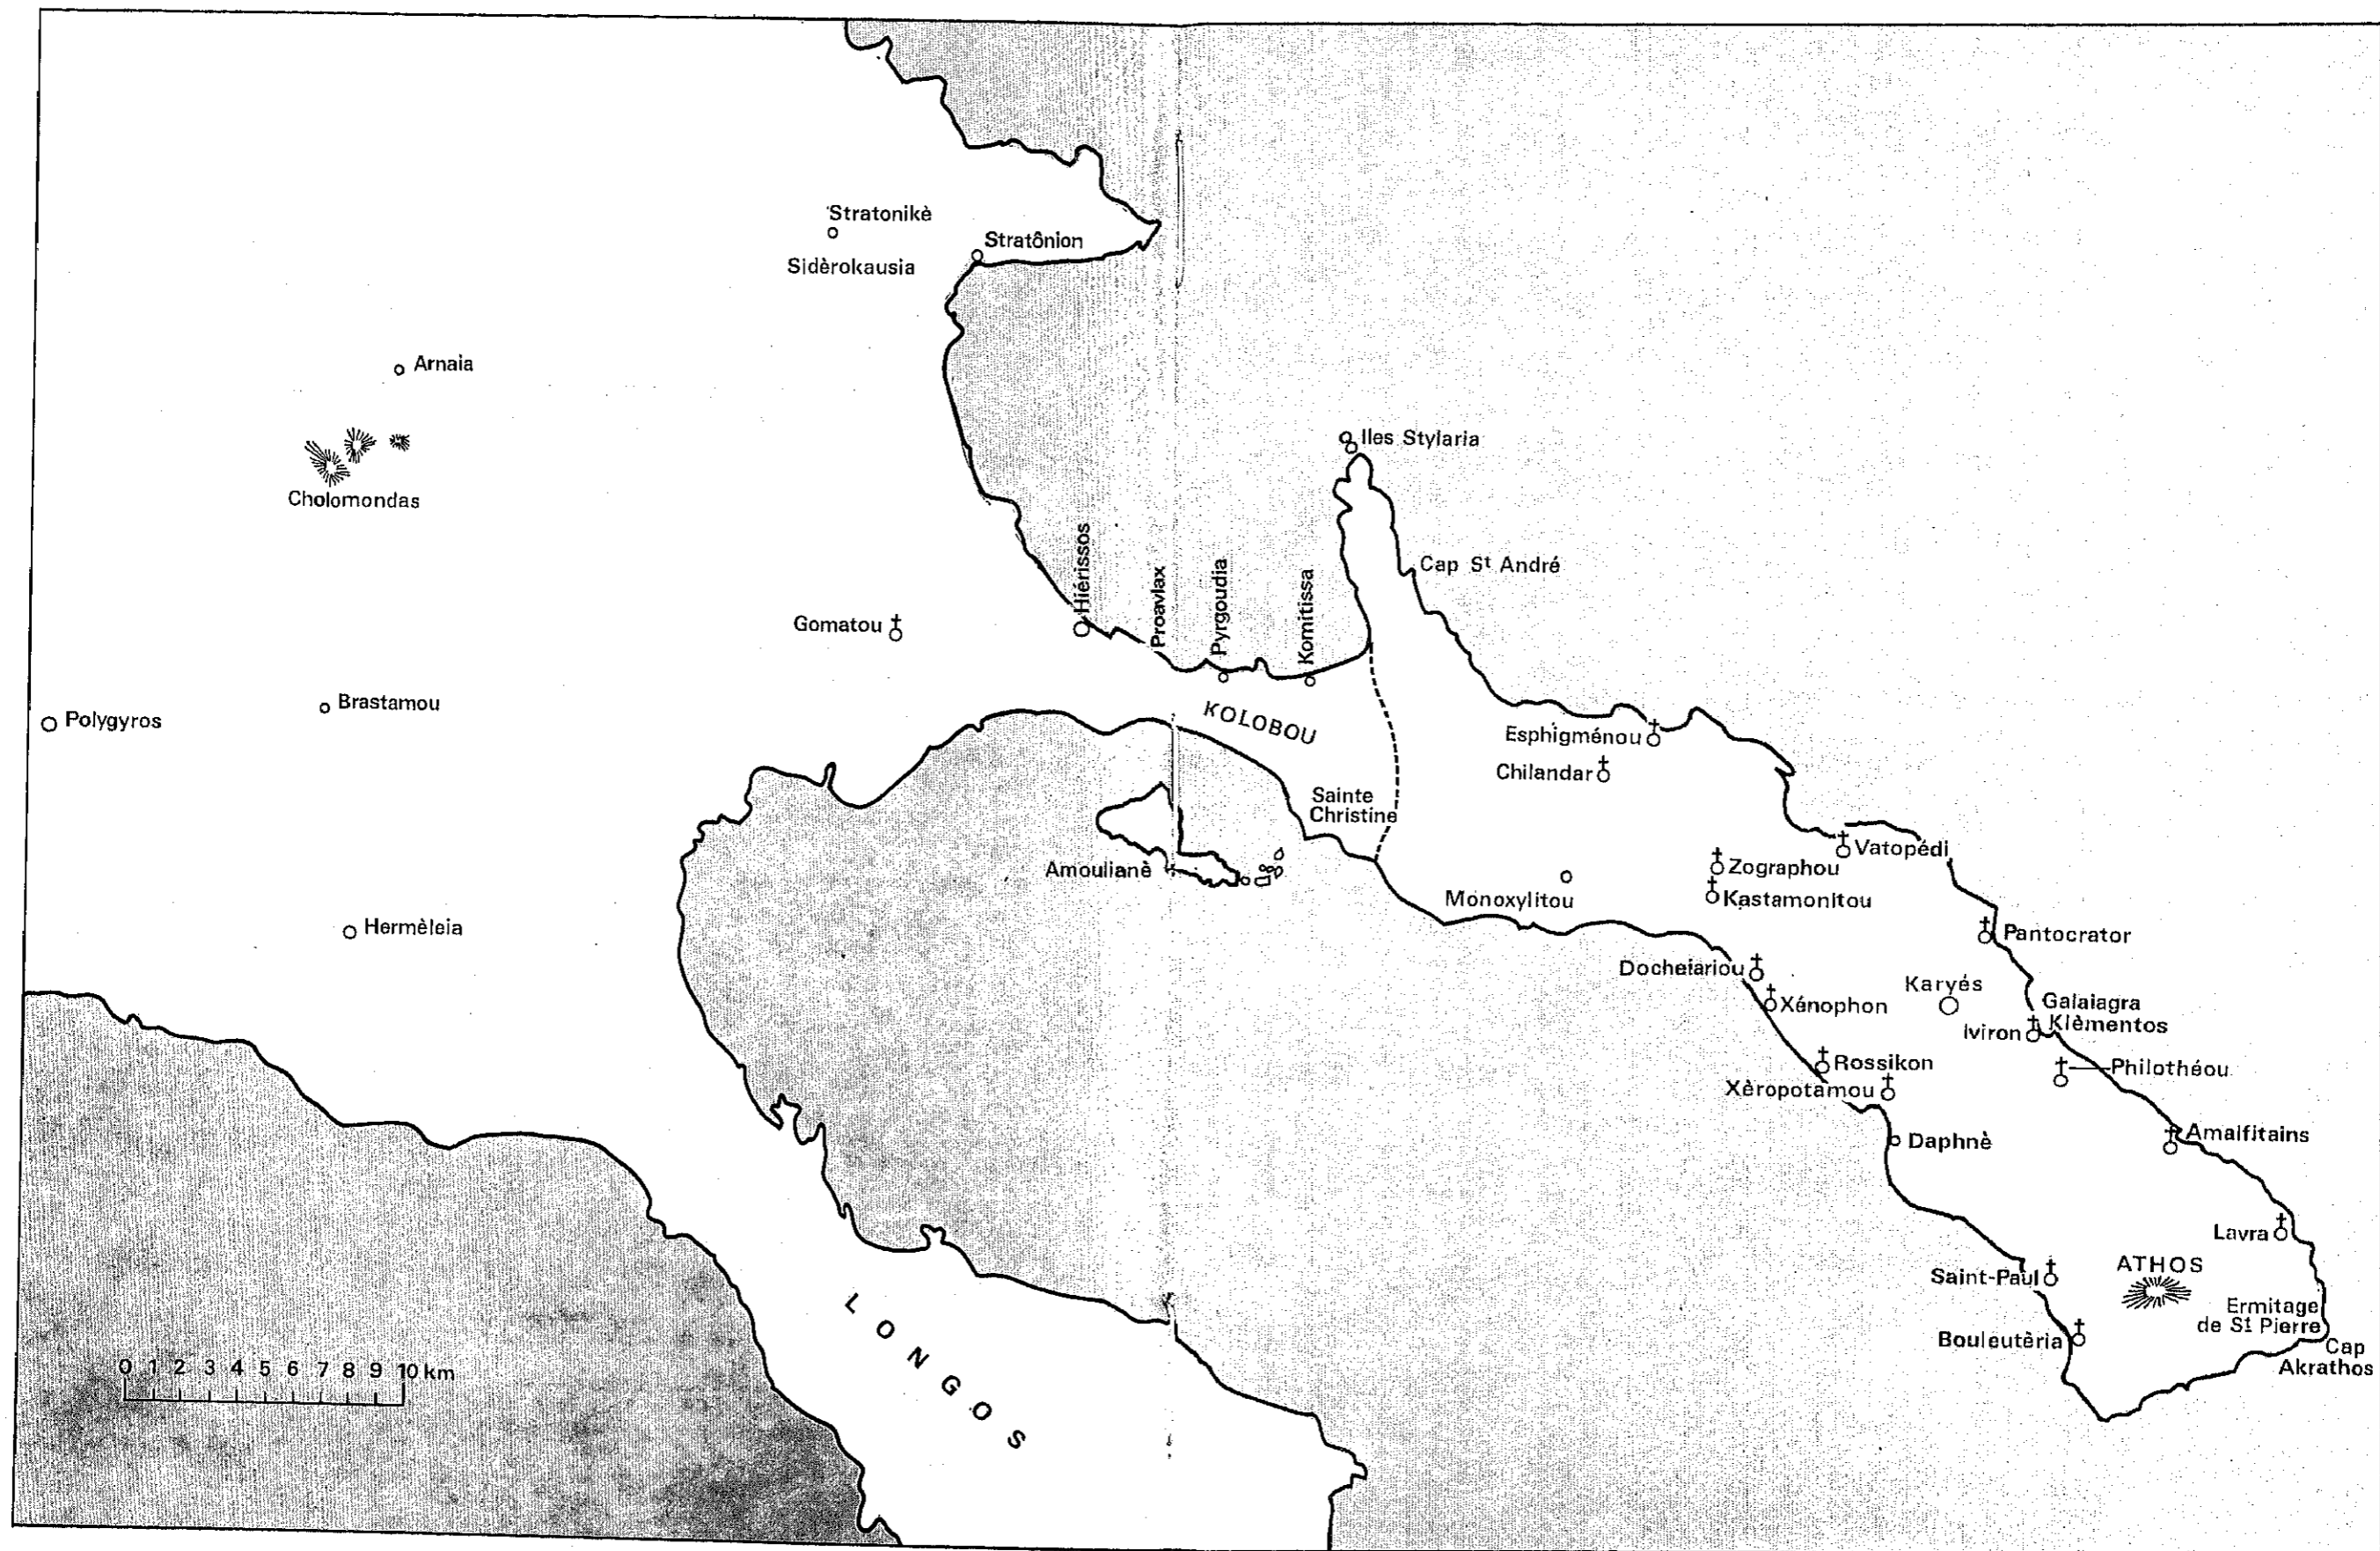 Stratonikè
Stratônion
Sidèrokausia
Arnaia
Iles Stylaria
Cholomondas
Cap St André
Hiérissos
Proavlax
Pyrgoudia
Komitissa
Gomatou
Brastamou
Polygyros
KOLOBOU
Esphigménou
Chilandar
Sainte
Christine
Vatopédi
Amoulianè
Zographou
Monoxylitou
Kastamonitou
Hermèleia
Pantocrator
Docheiariou
Karyés
Xénophon
Galaiagra
Klèmentos
Iviron
Rossikon
Philothéou
Xèropotamou
Daphnè
Amalfitains
Lavra
ATHOS
Saint-Paul
Ermitage
de St Pierre
Bouleutèria
Cap
Akrathos
LONGOS
0 1 2 3 4 5 6 7 8 9 10 km